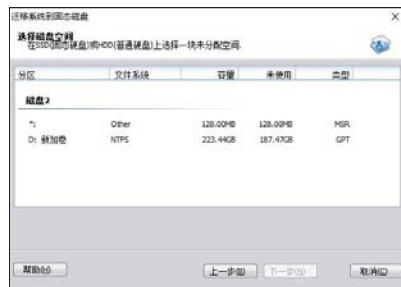 迁移系统到固态磁盘
选择磁盘空间
在SSD(固态硬盘)或HDD(普通硬盘)上选择一块未分配空间.
分区 文件系统 容量 未使用 类型
磁盘2
*: Other 128.00MB 128.00MB MSR
D: 新加卷 NTFS 223.44GB 187.47GB GPT
帮助(H) 上一步(B) 下一步(N) 取消(C)